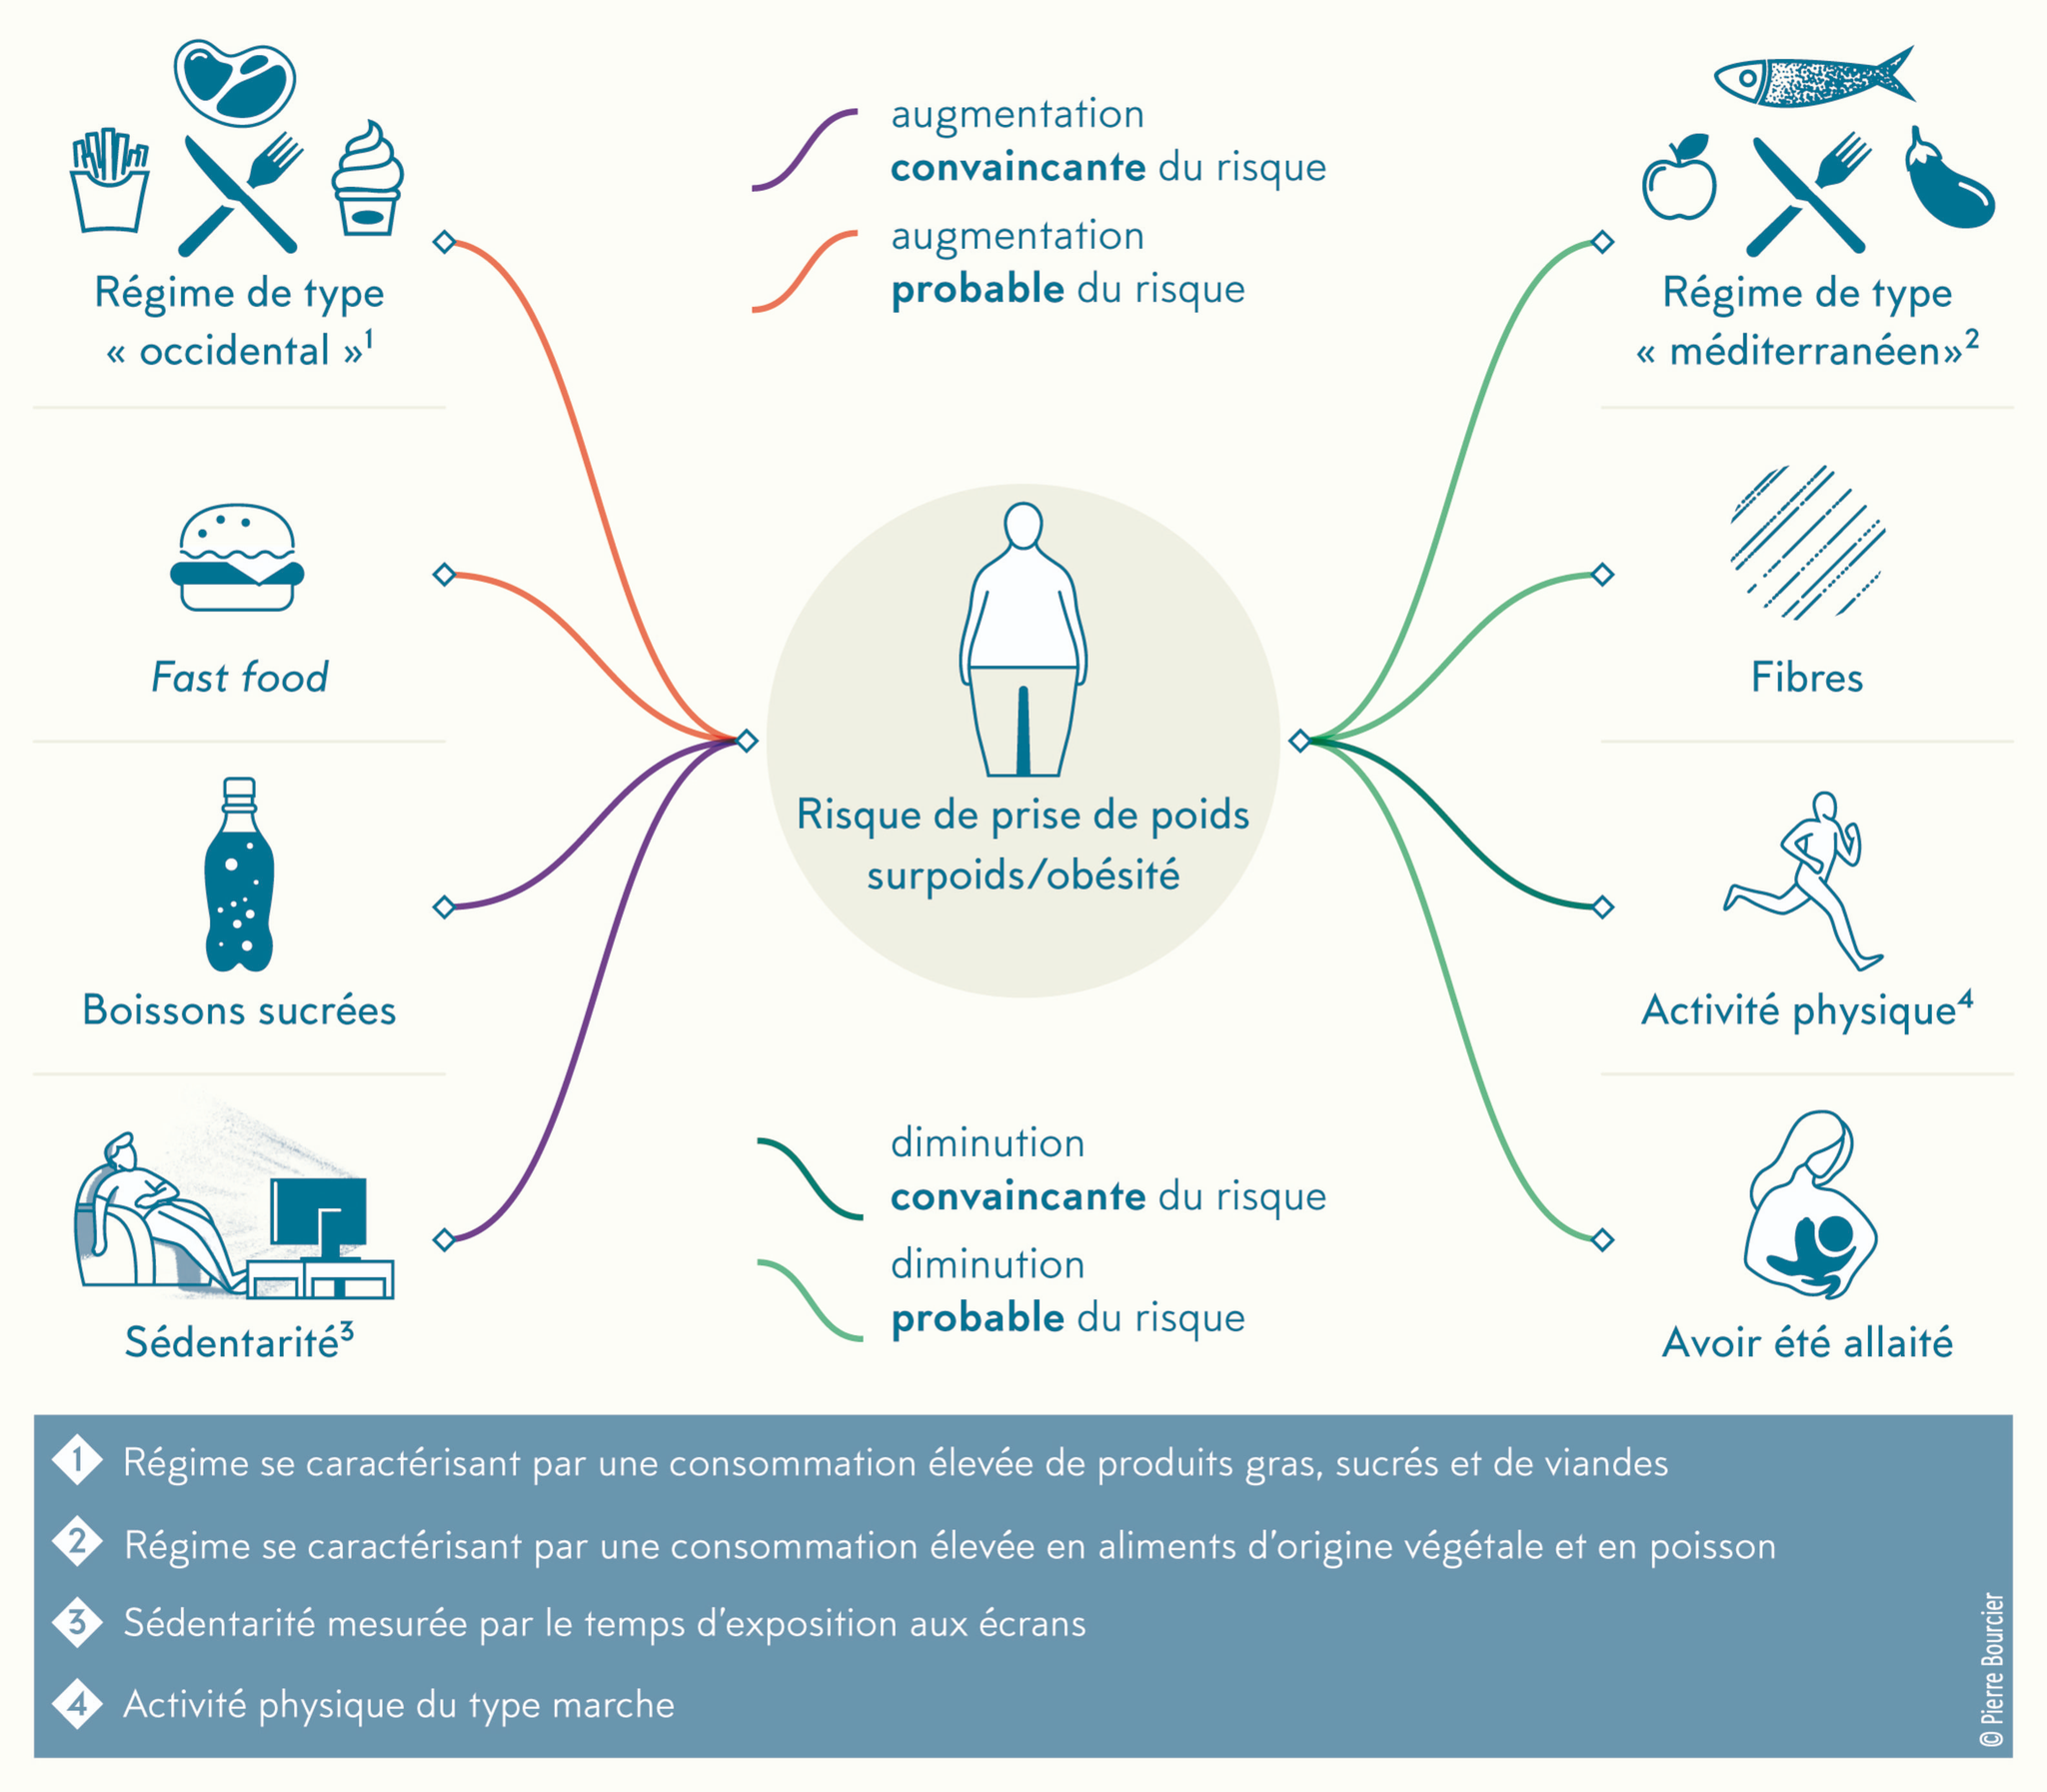 augmentation
convaincante du risque
augmentation
probable du risque
Régime de type
« occidental »¹
Fast food
Boissons sucrées
Sédentarité³
Risque de prise de poids
surpoids/obésité
Régime de type
« méditerranéen»²
Fibres
Activité physique⁴
Avoir été allaité
diminution
convaincante du risque
diminution
probable du risque
1 Régime se caractérisant par une consommation élevée de produits gras, sucrés et de viandes
2 Régime se caractérisant par une consommation élevée en aliments d'origine végétale et en poisson
3 Sédentarité mesurée par le temps d'exposition aux écrans
4 Activité physique du type marche
© Pierre Bourcier